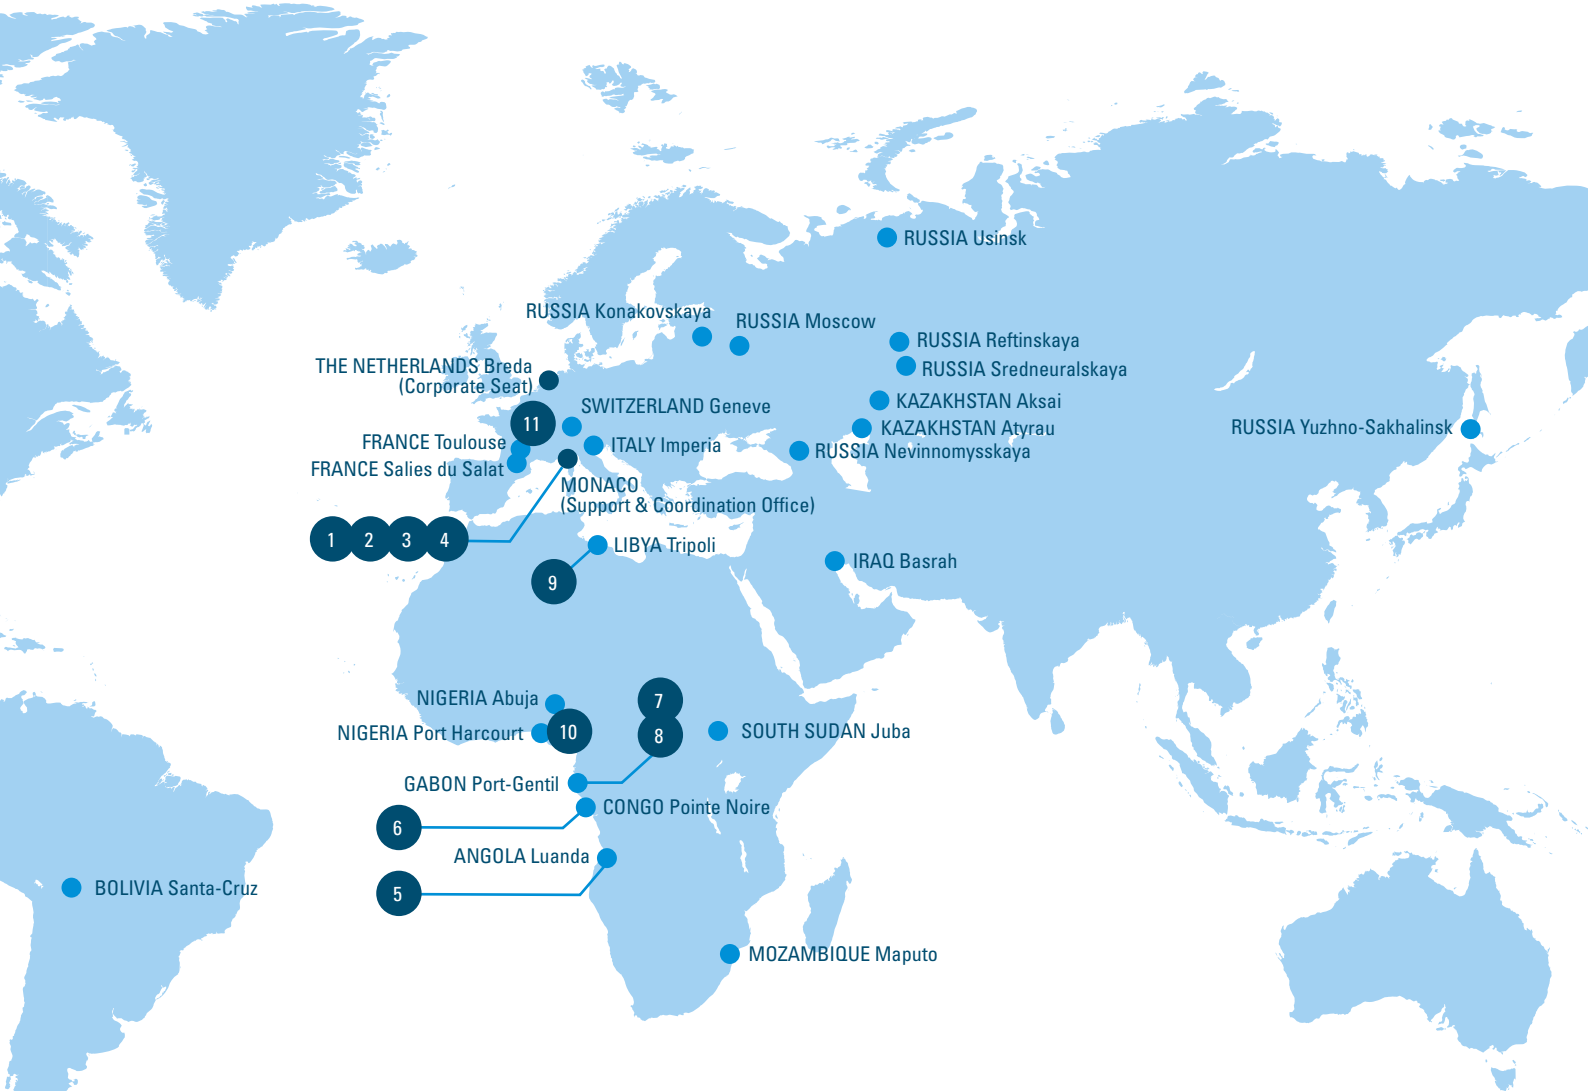 RUSSIA Usinsk
RUSSIA Konakovskaya
RUSSIA Moscow
RUSSIA Reftinskaya
THE NETHERLANDS Breda
(Corporate Seat)
RUSSIA Sredneuralskaya
SWITZERLAND Geneve
KAZAKHSTAN Aksai
11
KAZAKHSTAN Atyrau
RUSSIA Yuzhno-Sakhalinsk
FRANCE Toulouse
ITALY Imperia
RUSSIA Nevinnomysskaya
FRANCE Salies du Salat
MONACO
(Support & Coordination Office)
1 2 3 4
LIBYA Tripoli
IRAQ Basrah
9
NIGERIA Abuja
7
NIGERIA Port Harcourt
10
8
SOUTH SUDAN Juba
GABON Port-Gentil
CONGO Pointe Noire
6
ANGOLA Luanda
BOLIVIA Santa-Cruz
5
MOZAMBIQUE Maputo